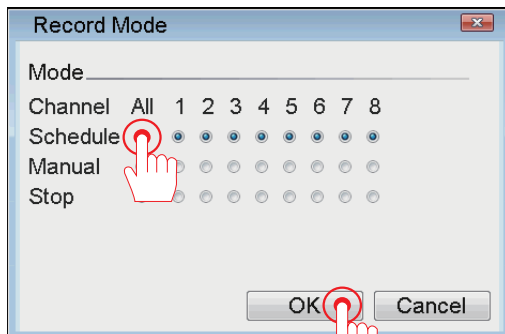 Record Mode
Mode
Channel All 1 2 3 4 5 6 7 8
Schedule
Manual
Stop
OK Cancel